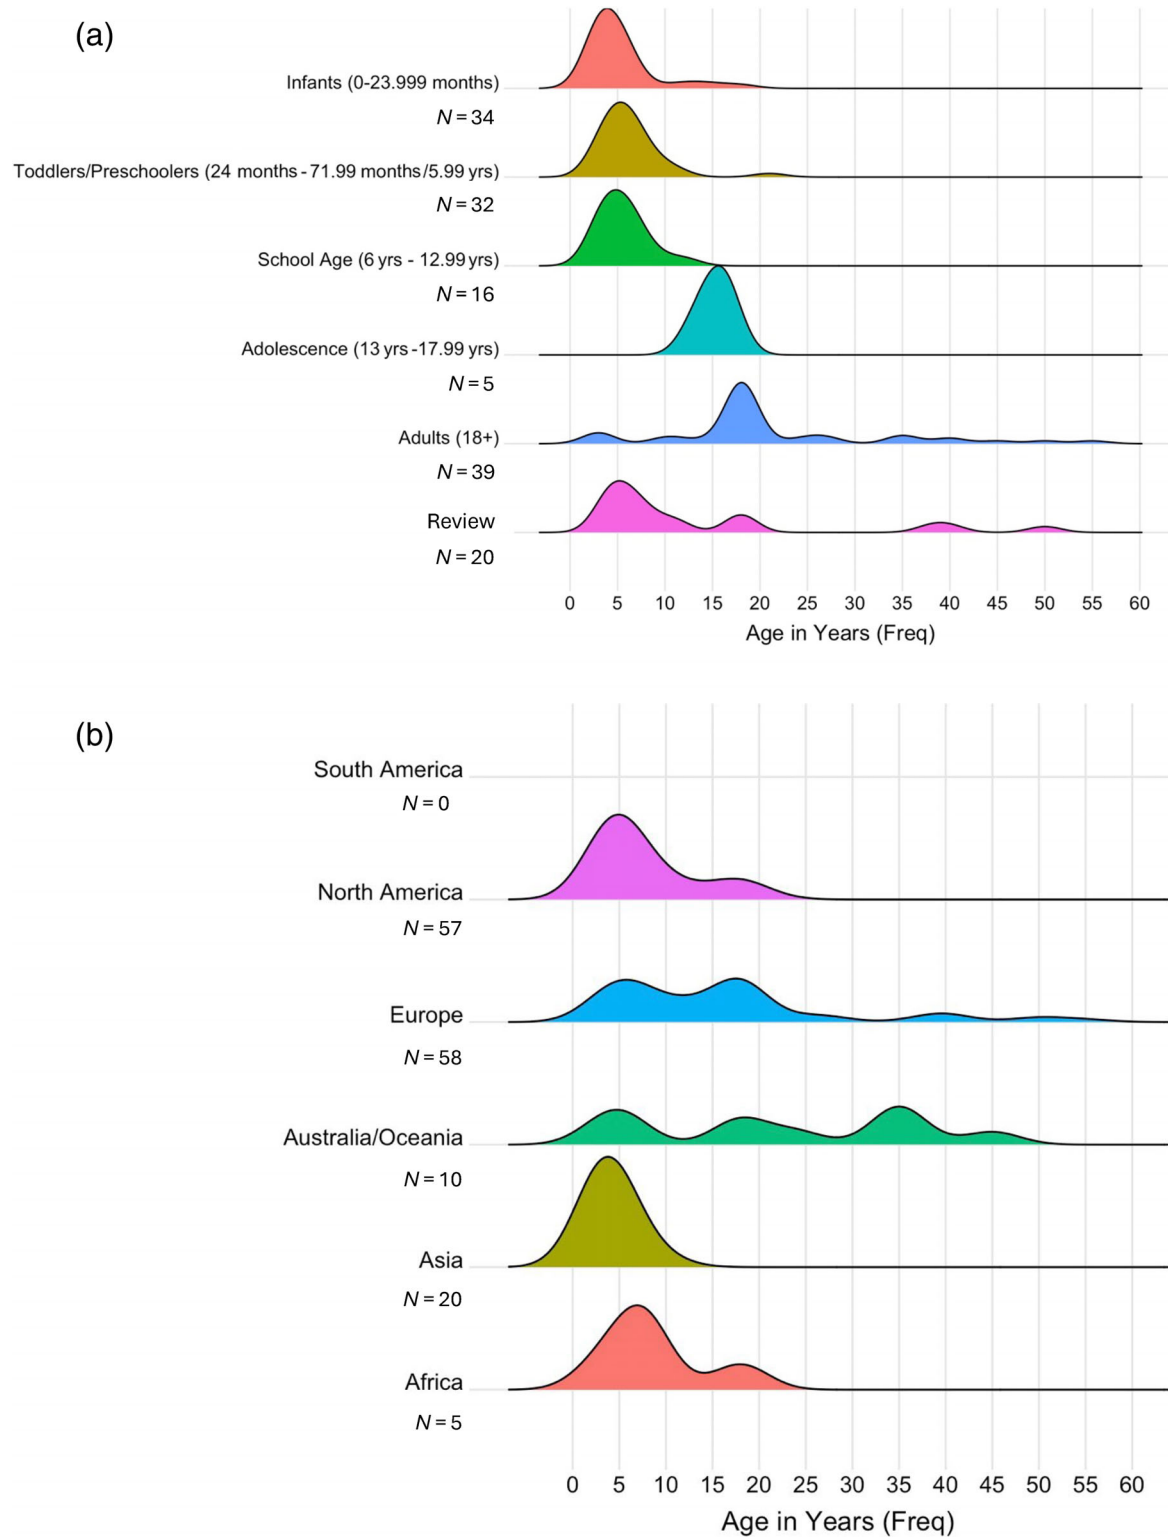 (a)
Infants (0-23.999 months)
N = 34
Toddlers/Preschoolers (24 months - 71.99 months/5.99 yrs)
N = 32
School Age (6 yrs - 12.99 yrs)
N = 16
Adolescence (13 yrs -17.99 yrs)
N = 5
Adults (18+)
N = 39
Review
N = 20
0 5 10 15 20 25 30 35 40 45 50 55 60
Age in Years (Freq)
(b)
South America
N = 0
North America
N = 57
Europe
N = 58
Australia/Oceania
N = 10
Asia
N = 20
Africa
N = 5
0 5 10 15 20 25 30 35 40 45 50 55 60
Age in Years (Freq)